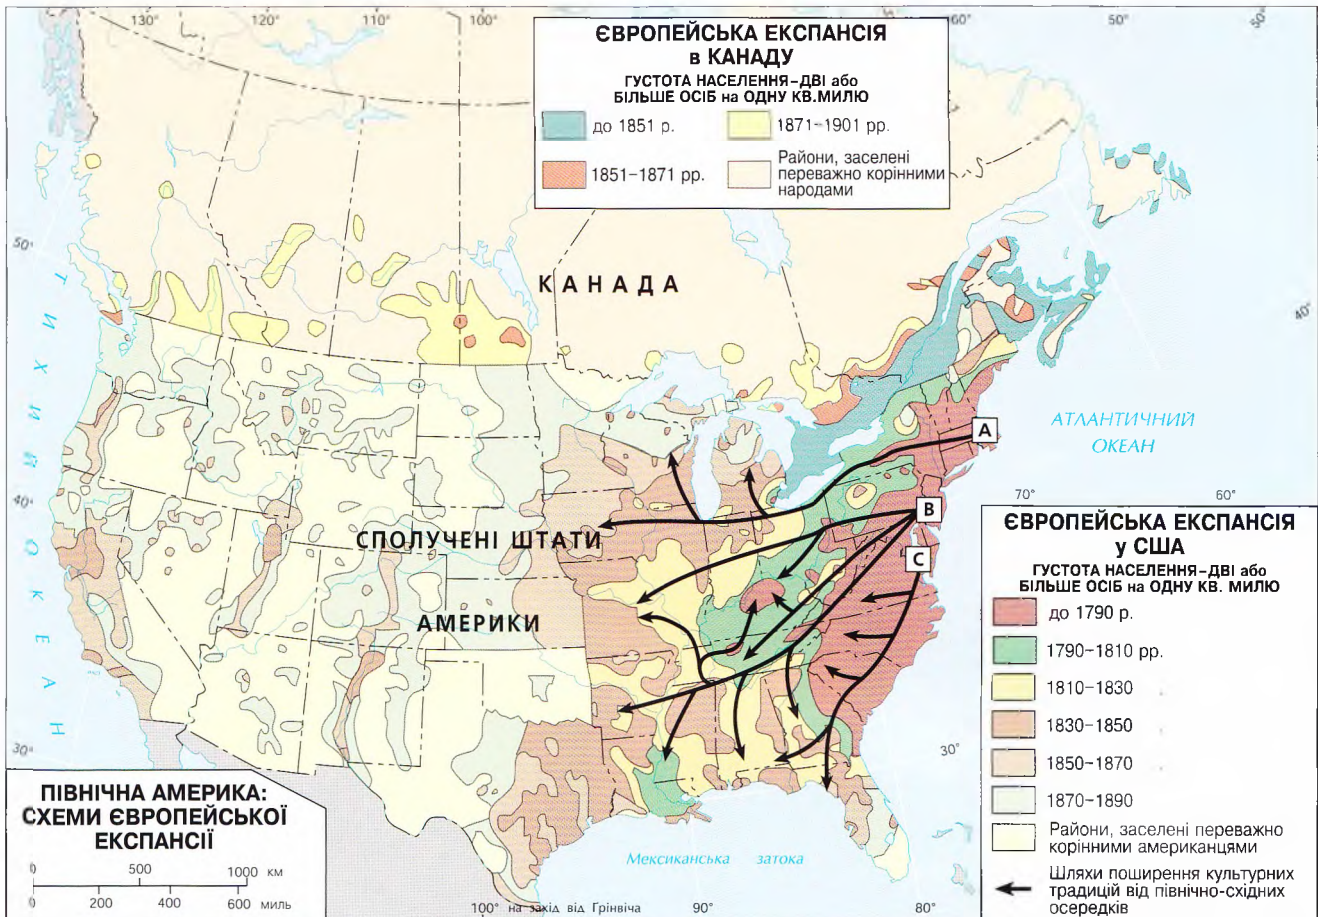 130°
120°
110°
100°
60°
50°
50°
ЄВРОПЕЙСЬКА ЕКСПАНСІЯ
в КАНАДУ
ГУСТОТА НАСЕЛЕННЯ–ДВІ або
БІЛЬШЕ ОСІБ на ОДНУ КВ.МИЛЮ
до 1851 р.
1871–1901 рр.
1851–1871 рр.
Райони, заселені
переважно корінними
народами
50°
40°
КАНАДА
ТИХИЙ ОКЕАН
A
АТЛАНТИЧНИЙ
ОКЕАН
40°
70°
60°
B
C
СПОЛУЧЕНІ ШТАТИ
АМЕРИКИ
ЄВРОПЕЙСЬКА ЕКСПАНСІЯ
у США
ГУСТОТА НАСЕЛЕННЯ–ДВІ або
БІЛЬШЕ ОСІБ на ОДНУ КВ. МИЛЮ
до 1790 р.
1790–1810 рр.
1810–1830
1830–1850
1850–1870
1870–1890
Райони, заселені переважно
корінними американцями
Шляхи поширення культурних
традицій від північно-східних
осередків
30°
30°
ПІВНІЧНА АМЕРИКА:
СХЕМИ ЄВРОПЕЙСЬКОЇ
ЕКСПАНСІЇ
0 500 1000 км
0 200 400 600 миль
Мексиканська затока
100° на захід від Грінвіча
90°
80°